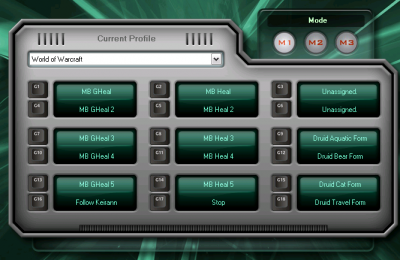 Mode
M1 M2 M3
Current Profile
World of Warcraft
G1 MB GHeal G2 MB Heal G3 Unassigned.
G4 MB GHeal 2 G5 MB Heal 2 G6 Unassigned.
G7 MB GHeal 3 G8 MB Heal 3 G9 Druid Aquatic Form
G10 MB GHeal 4 G11 MB Heal 4 G12 Druid Bear Form
G13 MB GHeal 5 G14 MB Heal 5 G15 Druid Cat Form
G16 Follow Keirann G17 Stop G18 Druid Travel Form